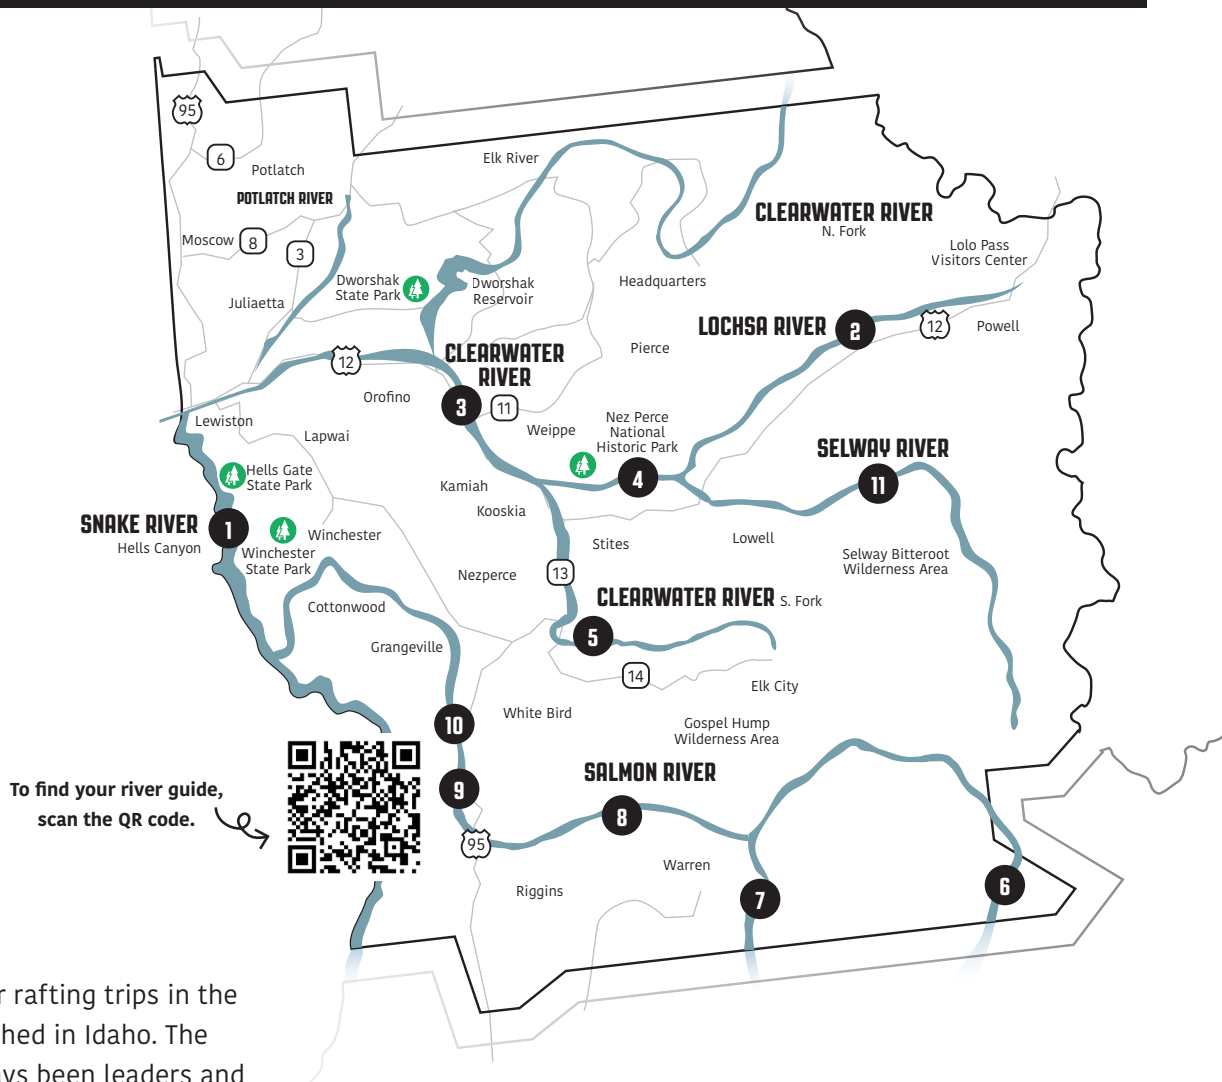 95
6
Potlatch
POTLATCH RIVER
Moscow
8
3
Juliaetta
Elk River
CLEARWATER RIVER
N. Fork
Lolo Pass
Visitors Center
Dworshak
State Park
Dworshak
Reservoir
Headquarters
LOCHSA RIVER
2
12
Powell
Pierce
12
CLEARWATER
RIVER
3
11
Orofino
Weippe
Nez Perce
National
Historic Park
4
Lewiston
Lapwai
Hells Gate
State Park
Kamiah
Kooskia
SELWAY RIVER
11
SNAKE RIVER
1
Hells Canyon
Winchester
Winchester
State Park
Stites
Lowell
Selway Bitteroot
Wilderness Area
Nezperce
13
Cottonwood
CLEARWATER RIVER S. Fork
5
Grangeville
14
Elk City
White Bird
10
Gospel Hump
Wilderness Area
SALMON RIVER
9
8
95
To find your river guide,
scan the QR code.
Warren
Riggins
7
6
r rafting trips in the
hed in Idaho. The
ays been leaders and